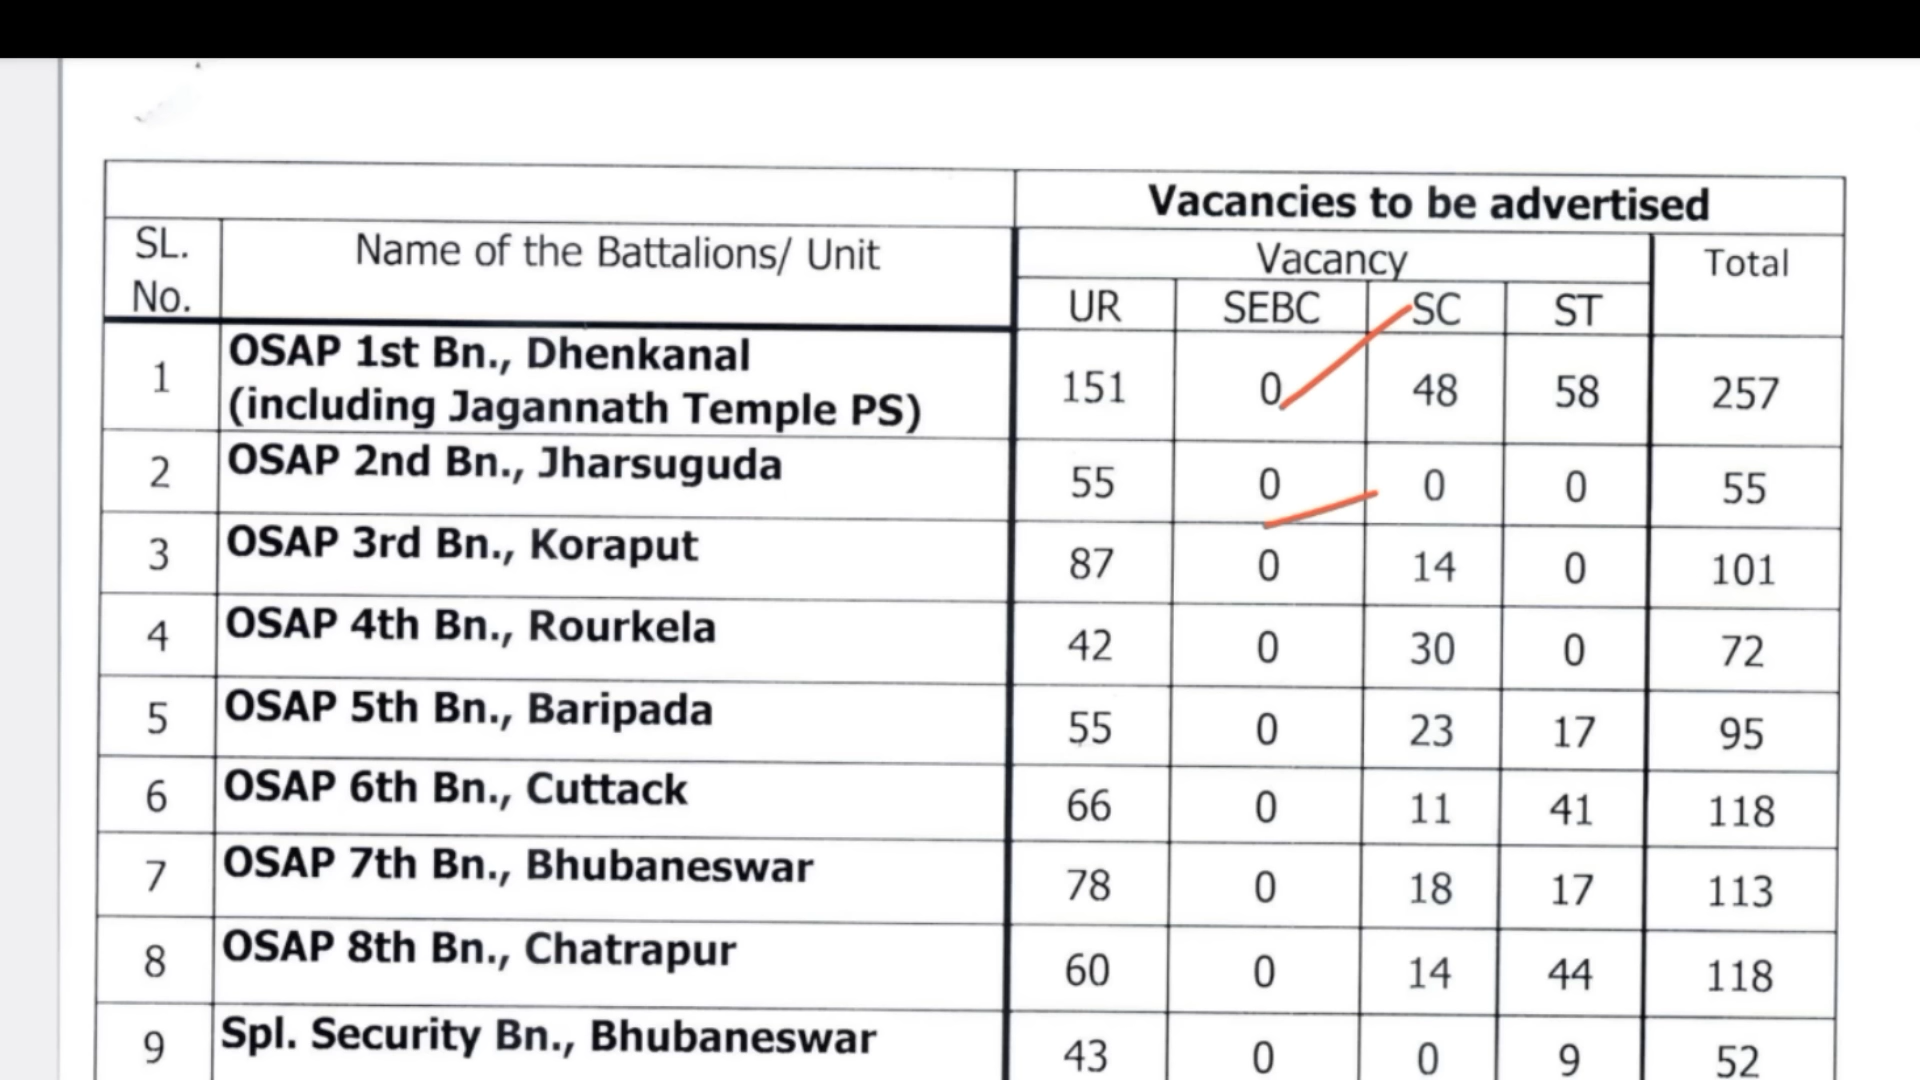 Vacancies to be advertised
SL. No. Name of the Battalions/ Unit Vacancy Total
UR SEBC SC ST
1 OSAP 1st Bn., Dhenkanal (including Jagannath Temple PS) 151 0 48 58 257
2 OSAP 2nd Bn., Jharsuguda 55 0 0 0 55
3 OSAP 3rd Bn., Koraput 87 0 14 0 101
4 OSAP 4th Bn., Rourkela 42 0 30 0 72
5 OSAP 5th Bn., Baripada 55 0 23 17 95
6 OSAP 6th Bn., Cuttack 66 0 11 41 118
7 OSAP 7th Bn., Bhubaneswar 78 0 18 17 113
8 OSAP 8th Bn., Chatrapur 60 0 14 44 118
9 Spl. Security Bn., Bhubaneswar 43 0 0 9 52